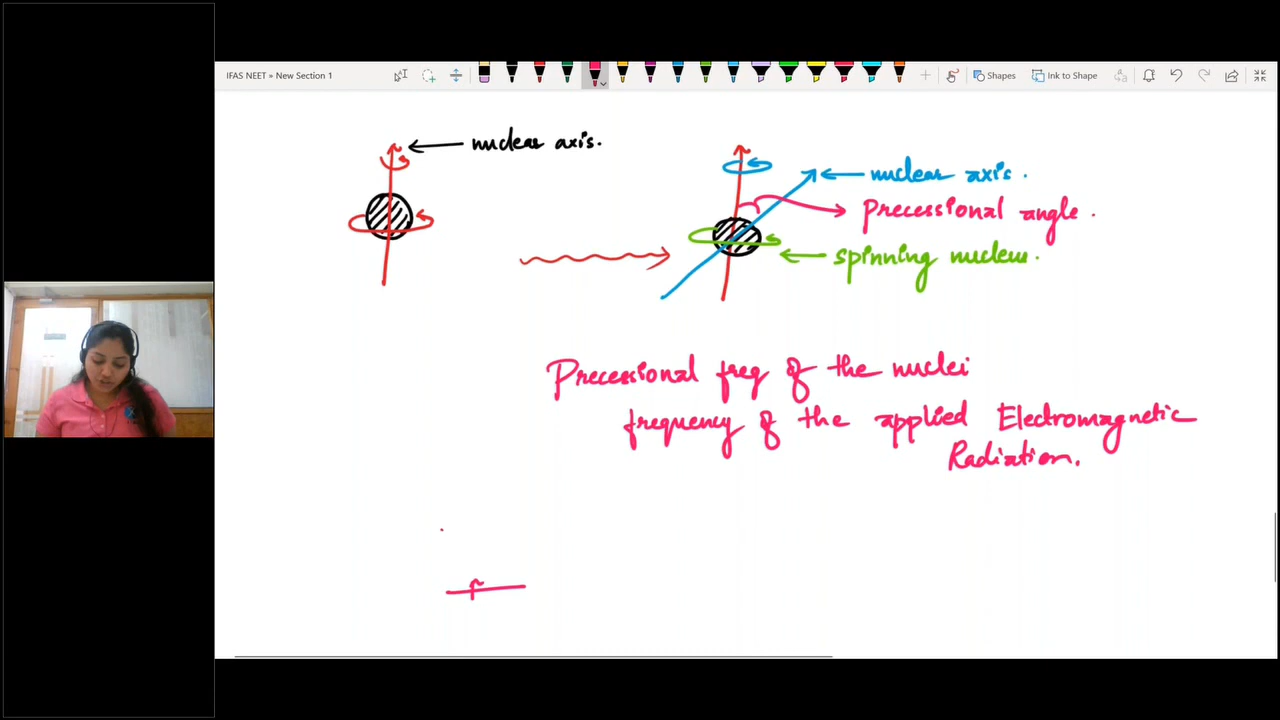 IFAS NEET » New Section 1
Shapes
Ink to Shape
nuclear axis.
nuclear axis.
Precessional angle.
spinning nucleus.
Precessional freq of the nuclei
frequency of the applied Electromagnetic
Radiation.